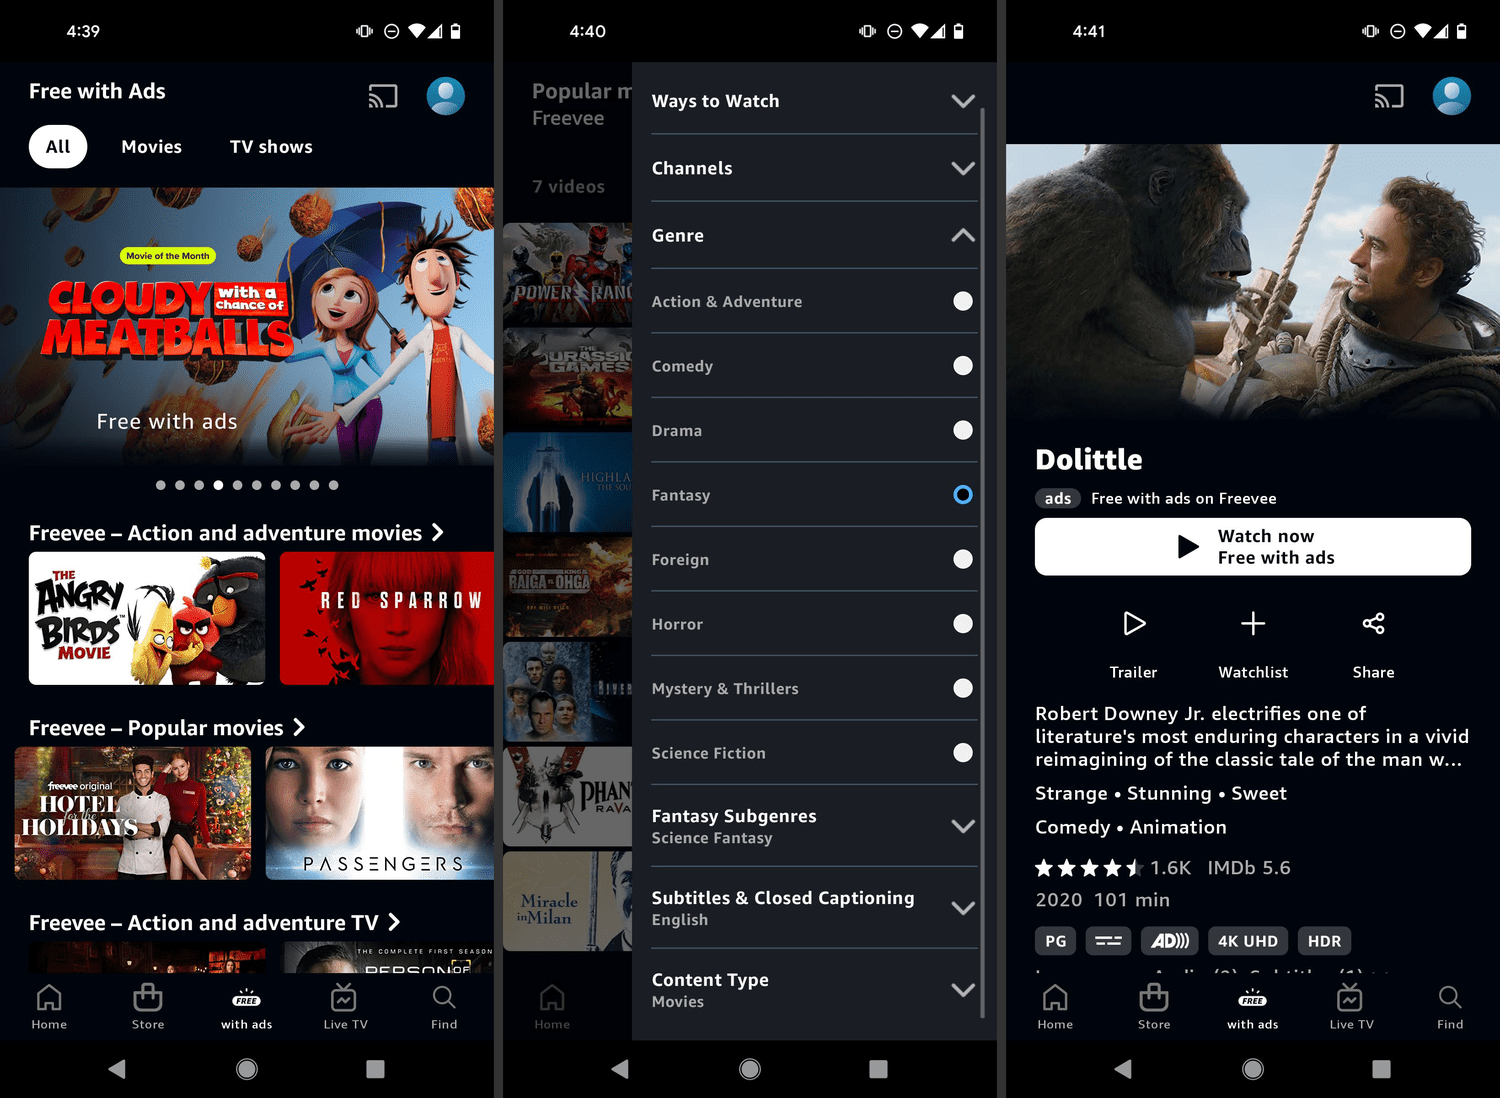 4:39
Free with Ads
All
Movies
TV shows
Movie of the Month
CLOUDY with a chance of MEATBALLS
Free with ads
Freevee – Action and adventure movies
THE ANGRY BIRDS MOVIE
RED SPARROW
Freevee – Popular movies
freevee original
HOTEL for the HOLIDAYS
PASSENGERS
Freevee – Action and adventure TV
THE COMPLETE FIRST SEASON
PERSON OF
Home
Store
FREE with ads
Live TV
Find
4:40
Popular m
Freevee
7 videos
POWER RANG
THE JURASSIC GAMES
HIGHLA
THE SOU
RAIGA vs. OHGA
RIVER
PHAN
RAVA
Miracle in Milan
Home
Ways to Watch
Channels
Genre
Action & Adventure
Comedy
Drama
Fantasy
Foreign
Horror
Mystery & Thrillers
Science Fiction
Fantasy Subgenres
Science Fantasy
Subtitles & Closed Captioning
English
Content Type
Movies
4:41
Dolittle
ads Free with ads on Freevee
Watch now
Free with ads
Trailer
Watchlist
Share
Robert Downey Jr. electrifies one of
literature's most enduring characters in a vivid
reimagining of the classic tale of the man w...
Strange • Stunning • Sweet
Comedy • Animation
1.6K IMDb 5.6
2020 101 min
PG AD))) 4K UHD HDR
Home
Store
FREE with ads
Live TV
Find